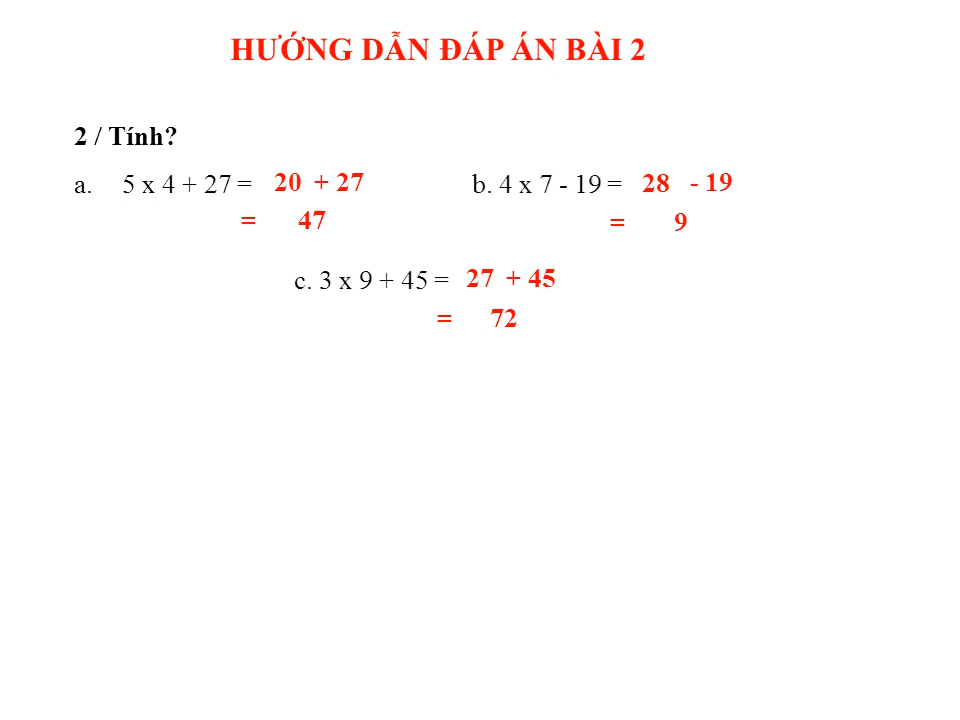 HƯỚNG DẪN ĐÁP ÁN BÀI 2
2 / Tính?
a. 5 x 4 + 27 = 20 + 27
= 47
b. 4 x 7 - 19 = 28 - 19
= 9
c. 3 x 9 + 45 = 27 + 45
= 72